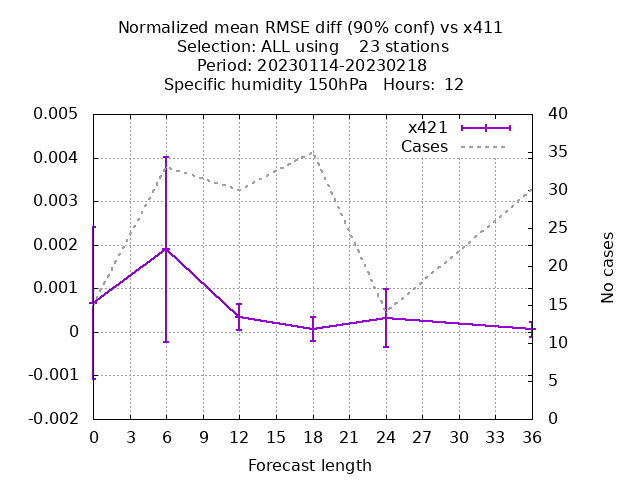 Normalized mean RMSE diff (90% conf) vs x411
Selection: ALL using    23 stations
Period: 20230114-20230218
Specific humidity 150hPa   Hours:  12
0.005
0.004
0.003
0.002
0.001
0
-0.001
-0.002
x421
Cases
40
35
30
25
20
15
10
5
0
No cases
0 3 6 9 12 15 18 21 24 27 30 33 36
Forecast length